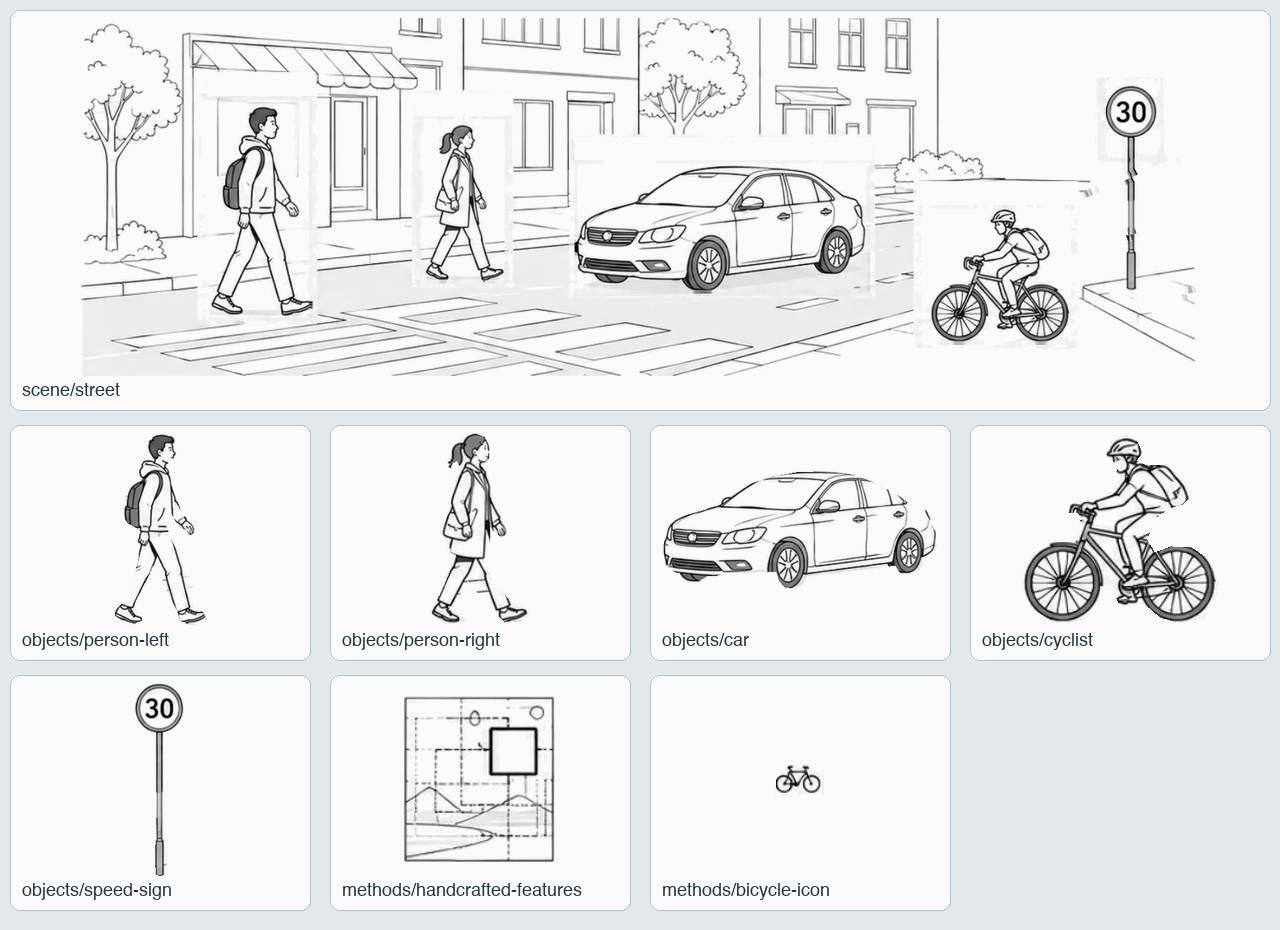 30
scene/street
objects/person-left
objects/person-right
objects/car
objects/cyclist
30
objects/speed-sign
methods/handcrafted-features
methods/bicycle-icon